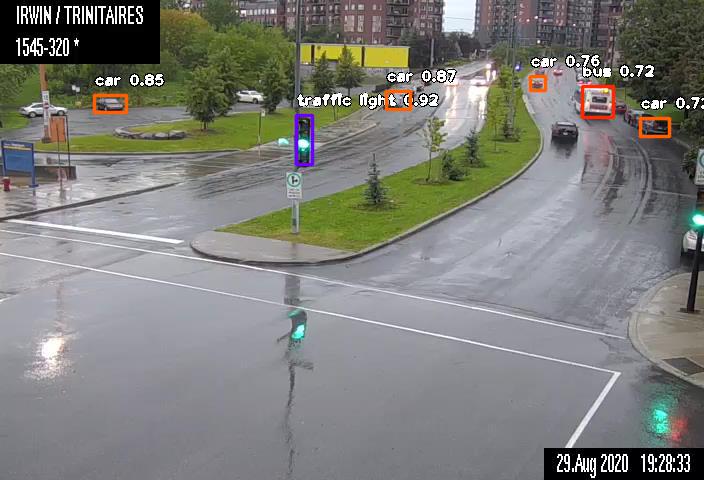 IRWIN / TRINITAIRES
1545-320 *
car 0.76
bus 0.72
car 0.85
car 0.87
traffic light 0.92
car 0.7
29.Aug 2020 19:28:33